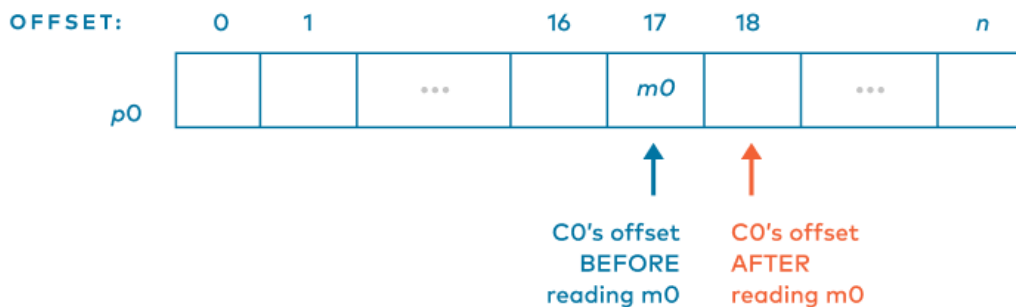 OFFSET: 0 1 16 17 18 n
... m0 ...
p0
C0's offset C0's offset
BEFORE AFTER
reading m0 reading m0